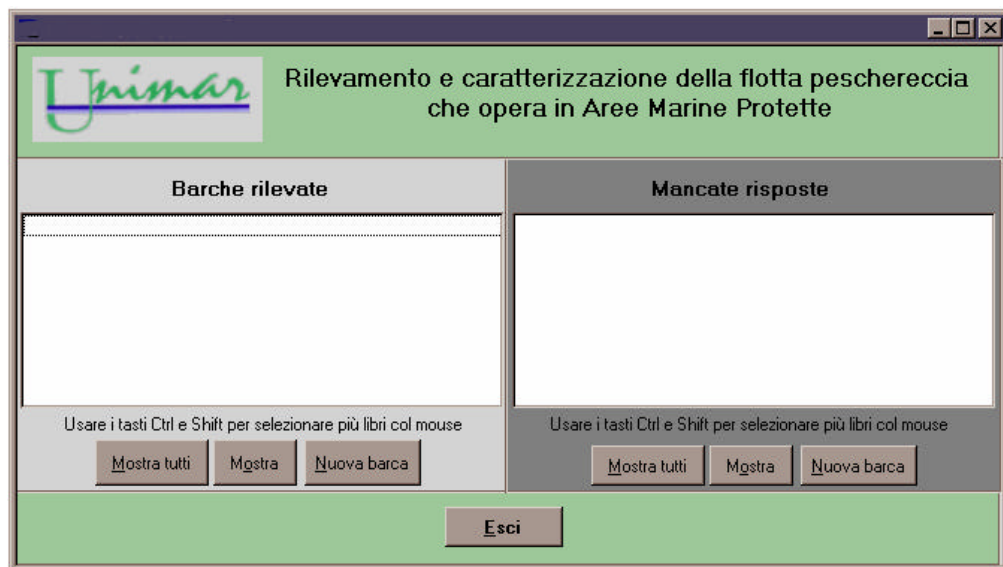 Unimar
Rilevamento e caratterizzazione della flotta peschereccia
che opera in Aree Marine Protette
Barche rilevate
Usare i tasti Ctrl e Shift per selezionare più libri col mouse
Mostra tutti Mostra Nuova barca
Mancate risposte
Usare i tasti Ctrl e Shift per selezionare più libri col mouse
Mostra tutti Mostra Nuova barca
Esci